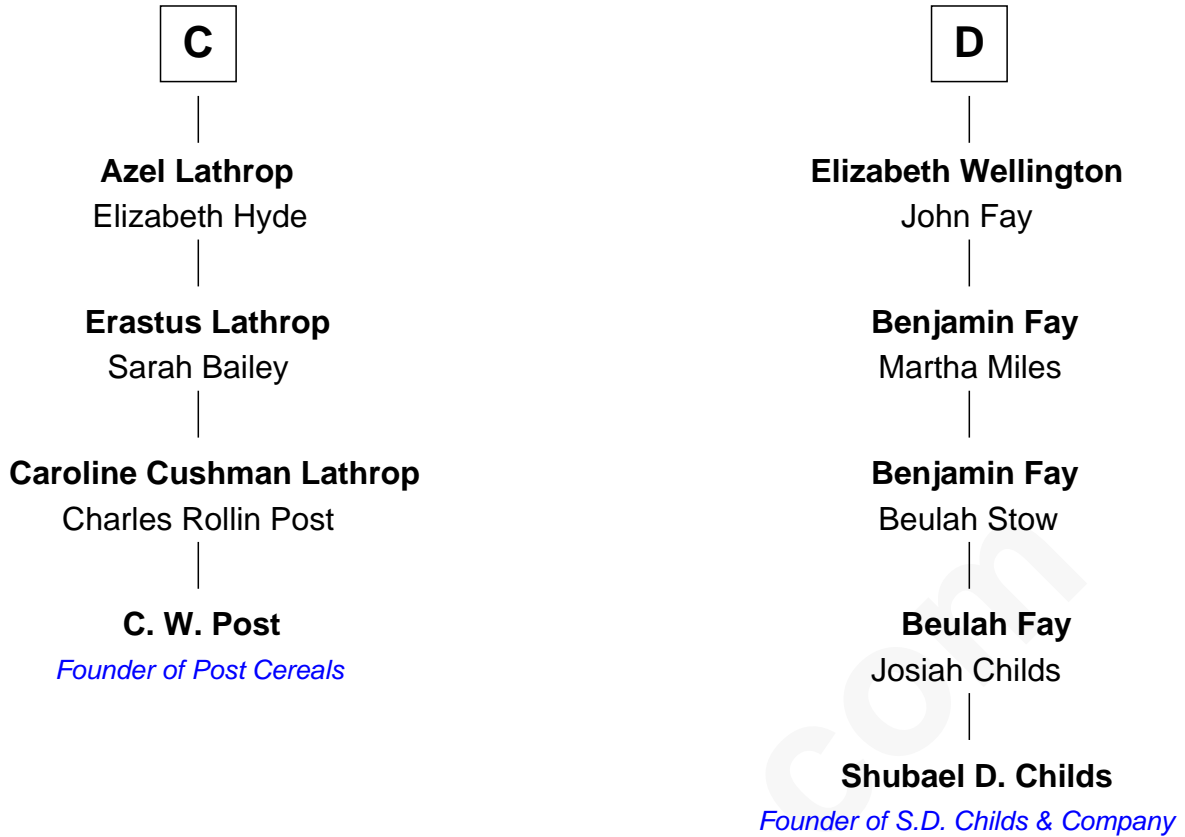 C
Azel Lathrop
Elizabeth Hyde
Erastus Lathrop
Sarah Bailey
Caroline Cushman Lathrop
Charles Rollin Post
C. W. Post
Founder of Post Cereals
D
Elizabeth Wellington
John Fay
Benjamin Fay
Martha Miles
Benjamin Fay
Beulah Stow
Beulah Fay
Josiah Childs
Shubael D. Childs
Founder of S.D. Childs & Company
com